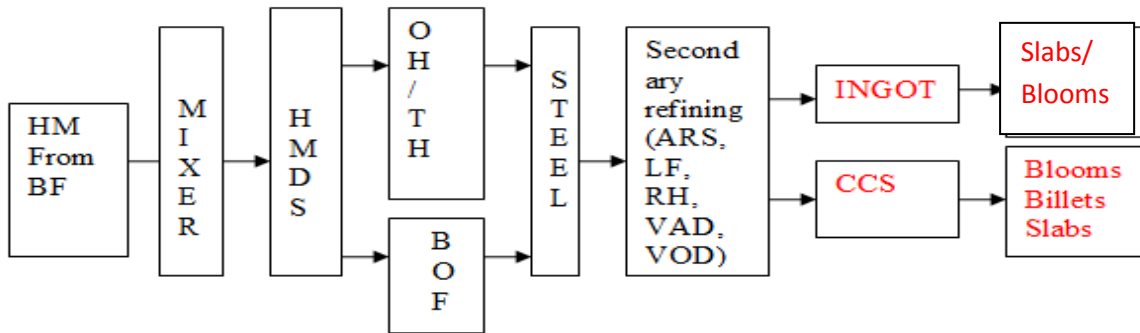 HM
From
BF
M
I
X
E
R
H
M
D
S
O
H
/
T
H
B
O
F
S
T
E
E
L
Second
ary
refining
(ARS,
LF,
RH,
VAD,
VOD)
INGOT
CCS
Slabs/
Blooms
Blooms
Billets
Slabs